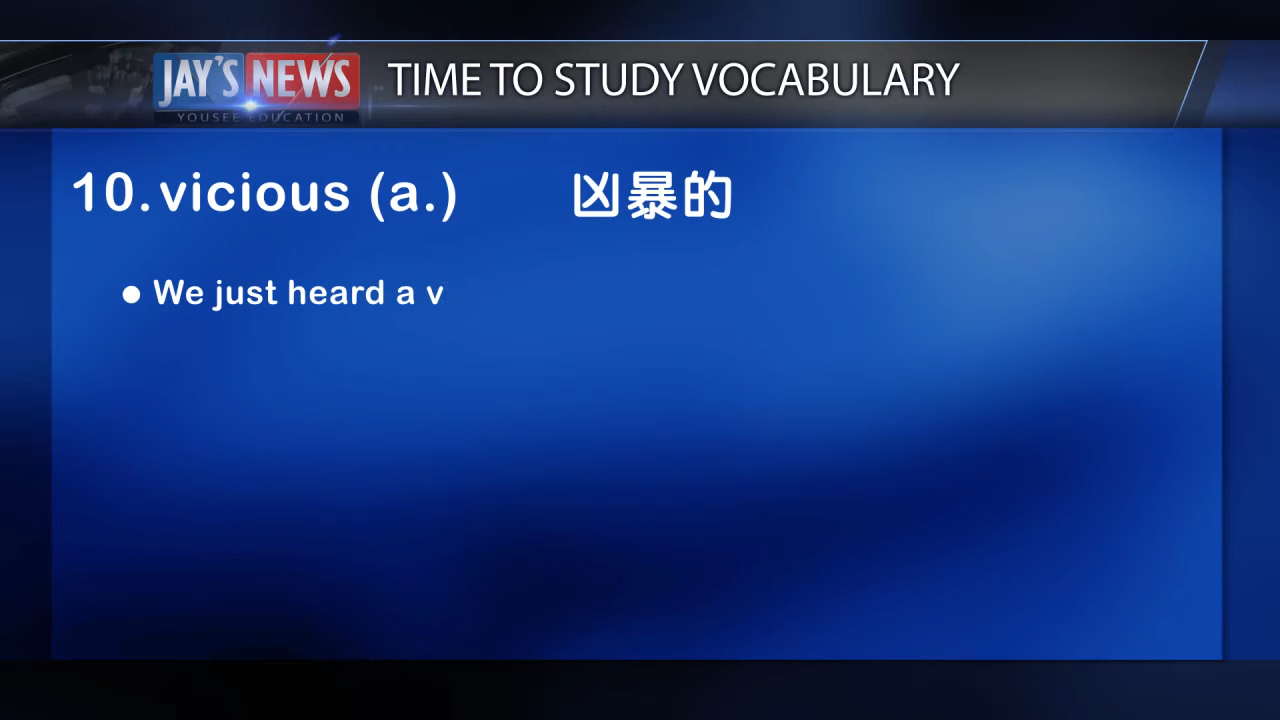 JAY'S NEWS
YOUSEE EDUCATION
TIME TO STUDY VOCABULARY
10. vicious (a.) 凶暴的
• We just heard a v